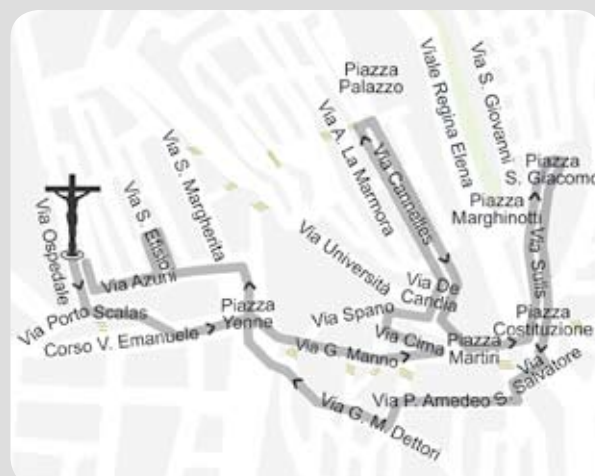 Piazza
Palazzo
Viale Regina Elena
Via S. Giovanni
Via A. La Marmora
Via S. Margherita
Via Cannelles
Piazza
S. Giacomo
Via S. Efisio
Piazza
Marghinotti
Via Ospedale
Via Sulis
Via Università
Via Azuni
Via De
Candia
Via Spano
Piazza
Yenne
Piazza
Costituzione
Via Porto Scalas
Via Cima
Piazza
Martiri
Corso V. Emanuele
Via G. Manno
Via
S. Salvatore
Via P. Amedeo
Via G. M. Dettori